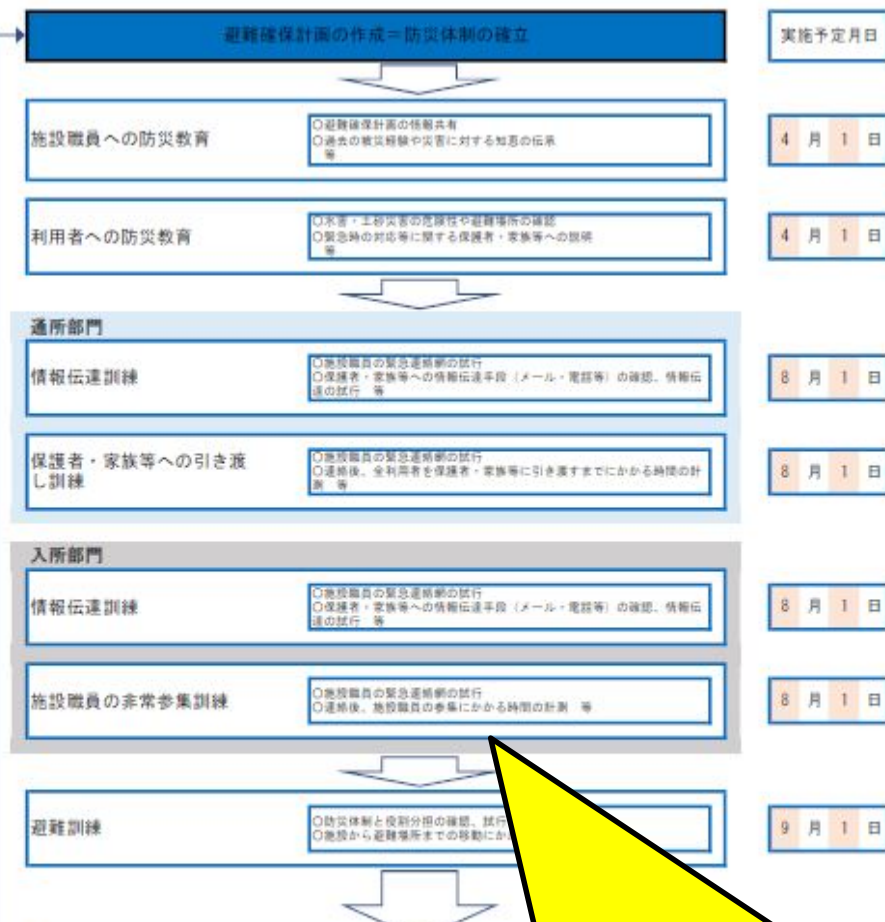 避難確保計画の作成＝防災体制の確立
実施予定月日
施設職員への防災教育
〇避難確保計画の情報共有
〇過去の被災経験や災害に対する知恵の伝承
等
4 月 1 日
利用者への防災教育
〇水害・土砂災害の危険性や避難場所の確認
〇緊急時の対応等に関する保護者・家族等への説明
等
4 月 1 日
通所部門
情報伝達訓練
〇施設職員の緊急連絡網の試行
〇保護者・家族等への情報伝達手段（メール・電話等）の確認、情報伝
達の試行　等
8 月 1 日
保護者・家族等への引き渡
し訓練
〇施設職員の緊急連絡網の試行
〇連絡後、全利用者を保護者・家族等に引き渡すまでにかかる時間の計
測　等
8 月 1 日
入所部門
情報伝達訓練
〇施設職員の緊急連絡網の試行
〇保護者・家族等への情報伝達手段（メール・電話等）の確認、情報伝
達の試行　等
8 月 1 日
施設職員の非常参集訓練
〇施設職員の緊急連絡網の試行
〇連絡後、施設職員の参集にかかる時間の計測　等
8 月 1 日
避難訓練
〇防災体制と役割分担の確認、試行
〇施設から避難場所までの移動にか
9 月 1 日